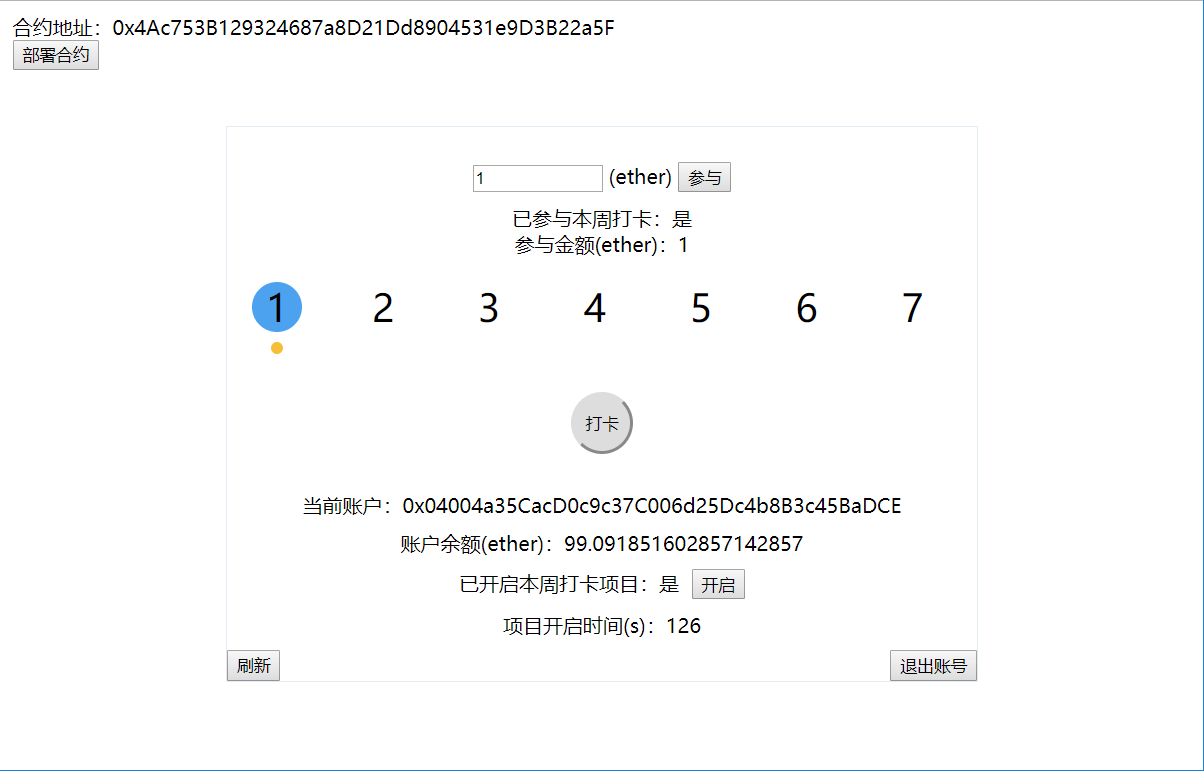 合约地址：0x4Ac753B129324687a8D21Dd8904531e9D3B22a5F
部署合约
1 (ether) 参与
已参与本周打卡：是
参与金额(ether)：1
1 2 3 4 5 6 7
打卡
当前账户：0x04004a35CacD0c9c37C006d25Dc4b8B3c45BaDCE
账户余额(ether)：99.091851602857142857
已开启本周打卡项目：是 开启
项目开启时间(s)：126
刷新 退出账号